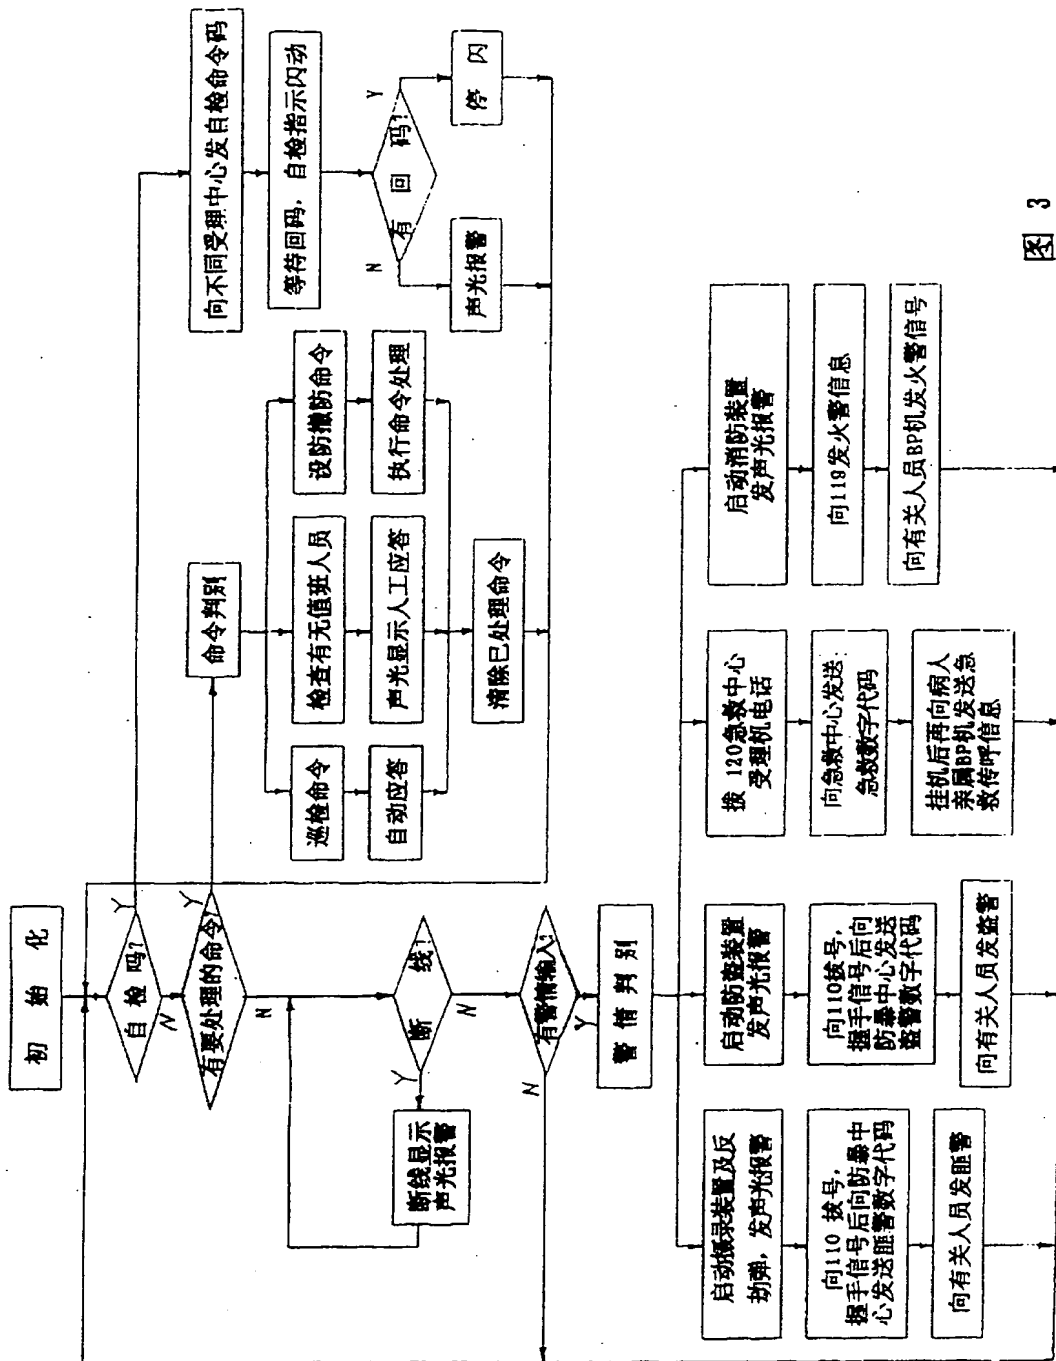 初始化
自检吗?
Y
N
有要处理的命令?
Y
N
断线?
Y
N
断线显示
声光报警
有警情输入?
N
Y
警情判别
向不同受理中心发自检命令码
等待回码，自检指示闪动
有回码?
N
Y
声光报警
停闪
命令判别
巡检命令
自动应答
检查有无值班人员
声光显示人工应答
设防撤防命令
执行命令处理
清除已处理命令
启动摄录装置及反
劫弹，发声光报警
向110 拔号，
握手信号后向防暴中
心发送匪警数字代码
向有关人员发匪警
启动防盗装置
发声光报警
向110拔号，
握手信号后向
防暴中心发送
盗警数字代码
向有关人员发盗警
拨 120急救中心
受理机电话
向急救中心发送:
急救数字代码
挂机后再向病人
亲属BP机发送急
救传呼信息
启动消防装置
发声光报警
向119发火警信息
向有关人员BP机发火警信号
图 3